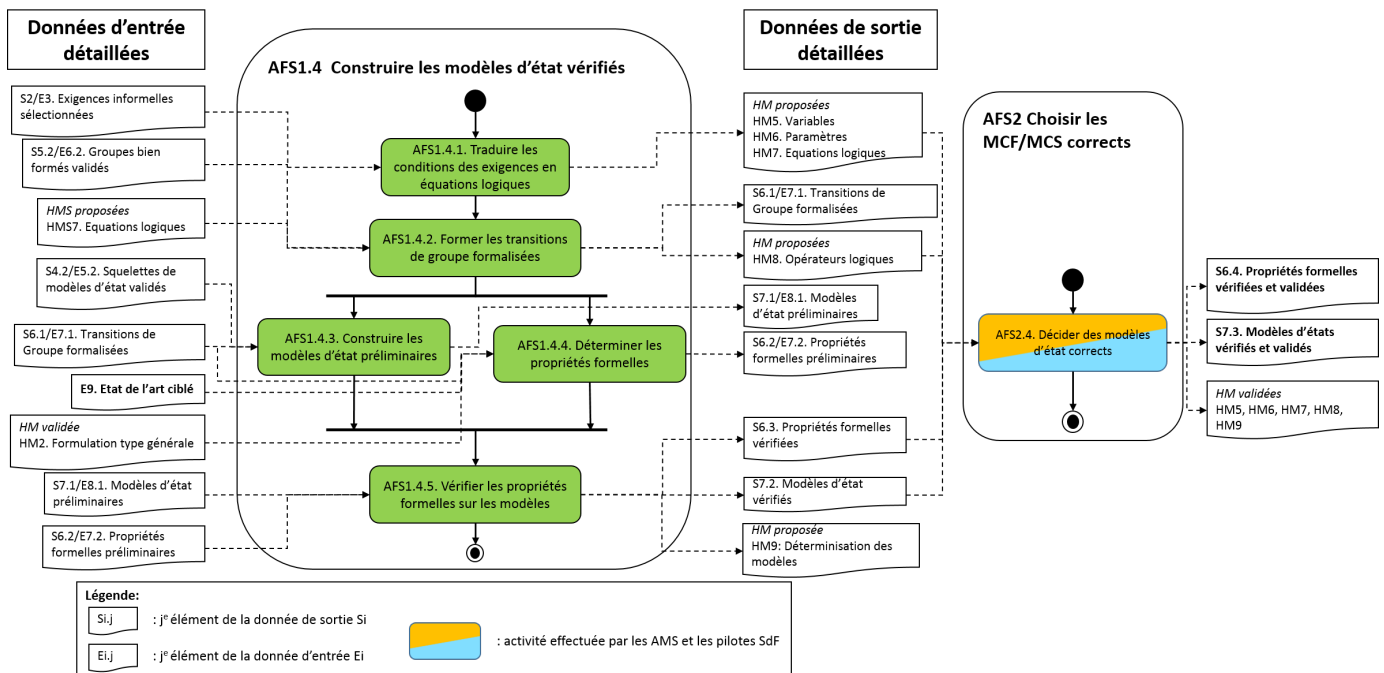 Données d'entrée
détaillées
S2/E3. Exigences informelles
sélectionnées
S5.2/E6.2. Groupes bien
formés validés
HMS proposées
HMS7. Equations logiques
S4.2/E5.2. Squelettes de
modèles d'état validés
S6.1/E7.1. Transitions de
Groupe formalisées
E9. Etat de l'art ciblé
HM validée
HM2. Formulation type générale
S7.1/E8.1. Modèles d'état
préliminaires
S6.2/E7.2. Propriétés
formelles préliminaires
AFS1.4 Construire les modèles d'état vérifiés
AFS1.4.1. Traduire les
conditions des exigences en
équations logiques
AFS1.4.2. Former les transitions
de groupe formalisées
AFS1.4.3. Construire les
modèles d'état préliminaires
AFS1.4.4. Déterminer les
propriétés formelles
AFS1.4.5. Vérifier les propriétés
formelles sur les modèles
Données de sortie
détaillées
HM proposées
HM5. Variables
HM6. Paramètres
HM7. Equations logiques
S6.1/E7.1. Transitions de
Groupe formalisées
HM proposées
HM8. Opérateurs logiques
S7.1/E8.1. Modèles
d'état préliminaires
S6.2/E7.2. Propriétés
formelles préliminaires
S6.3. Propriétés formelles
vérifiées
S7.2. Modèles d'état
vérifiés
HM proposée
HM9: Déterminisation des
modèles
AFS2 Choisir les
MCF/MCS corrects
AFS2.4. Décider des modèles
d'état corrects
S6.4. Propriétés formelles
vérifiées et validées
S7.3. Modèles d'états
vérifiés et validés
HM validées
HM5, HM6, HM7, HM8,
HM9
Légende:
Si.j : jᵉ élément de la donnée de sortie Si
Ei.j : jᵉ élément de la donnée d'entrée Ei
: activité effectuée par les AMS et les pilotes SdF